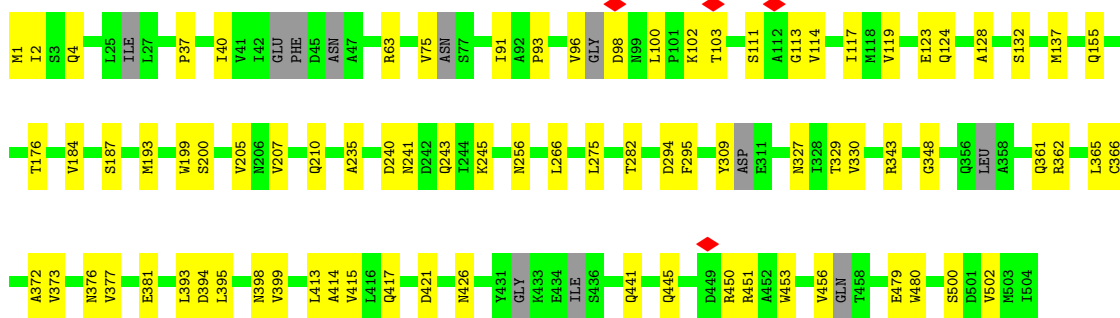 M1 I2 S3 Q4 L25 ILE L27 P37 I40 V41 I42 GLU PHE D45 ASN A47 R63 V75 ASN S77 I91 A92 P93 V96 GLY D98 N99 L100 P101 K102 T103 S111 A112 G113 V114 I117 M118 V119 E123 Q124 A128 S132 M137 Q155
T176 V184 S187 M193 W199 S200 V205 N206 V207 Q210 A235 D240 N241 D242 Q243 I244 K245 N256 L266 L275 T282 D294 F295 Y309 ASP E311 N327 I328 T329 V330 R343 G348 Q356 LEU A358 Q361 R362 L365 C366
A372 V373 N376 V377 E381 L393 D394 L395 N398 V399 L413 A414 V415 L416 Q417 D421 N426 Y431 GLY K433 E434 ILE S436 Q441 Q445 D449 R450 R451 A452 W453 V456 GLN T458 E479 W480 S500 D501 V502 M503 I504